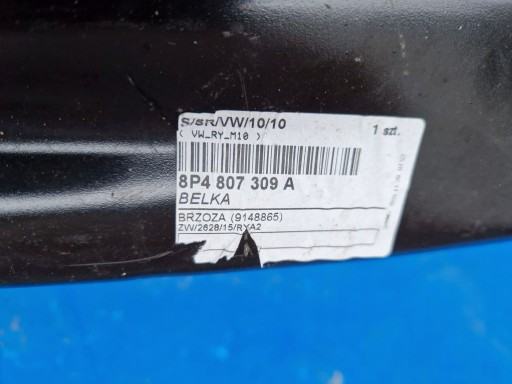 S/SR/VW/10/10
( VW_RY_M10 )
1 szt.
8P4 807 309 A
BELKA
BRZOZA (9148865)
ZW/2628/15/RYA2